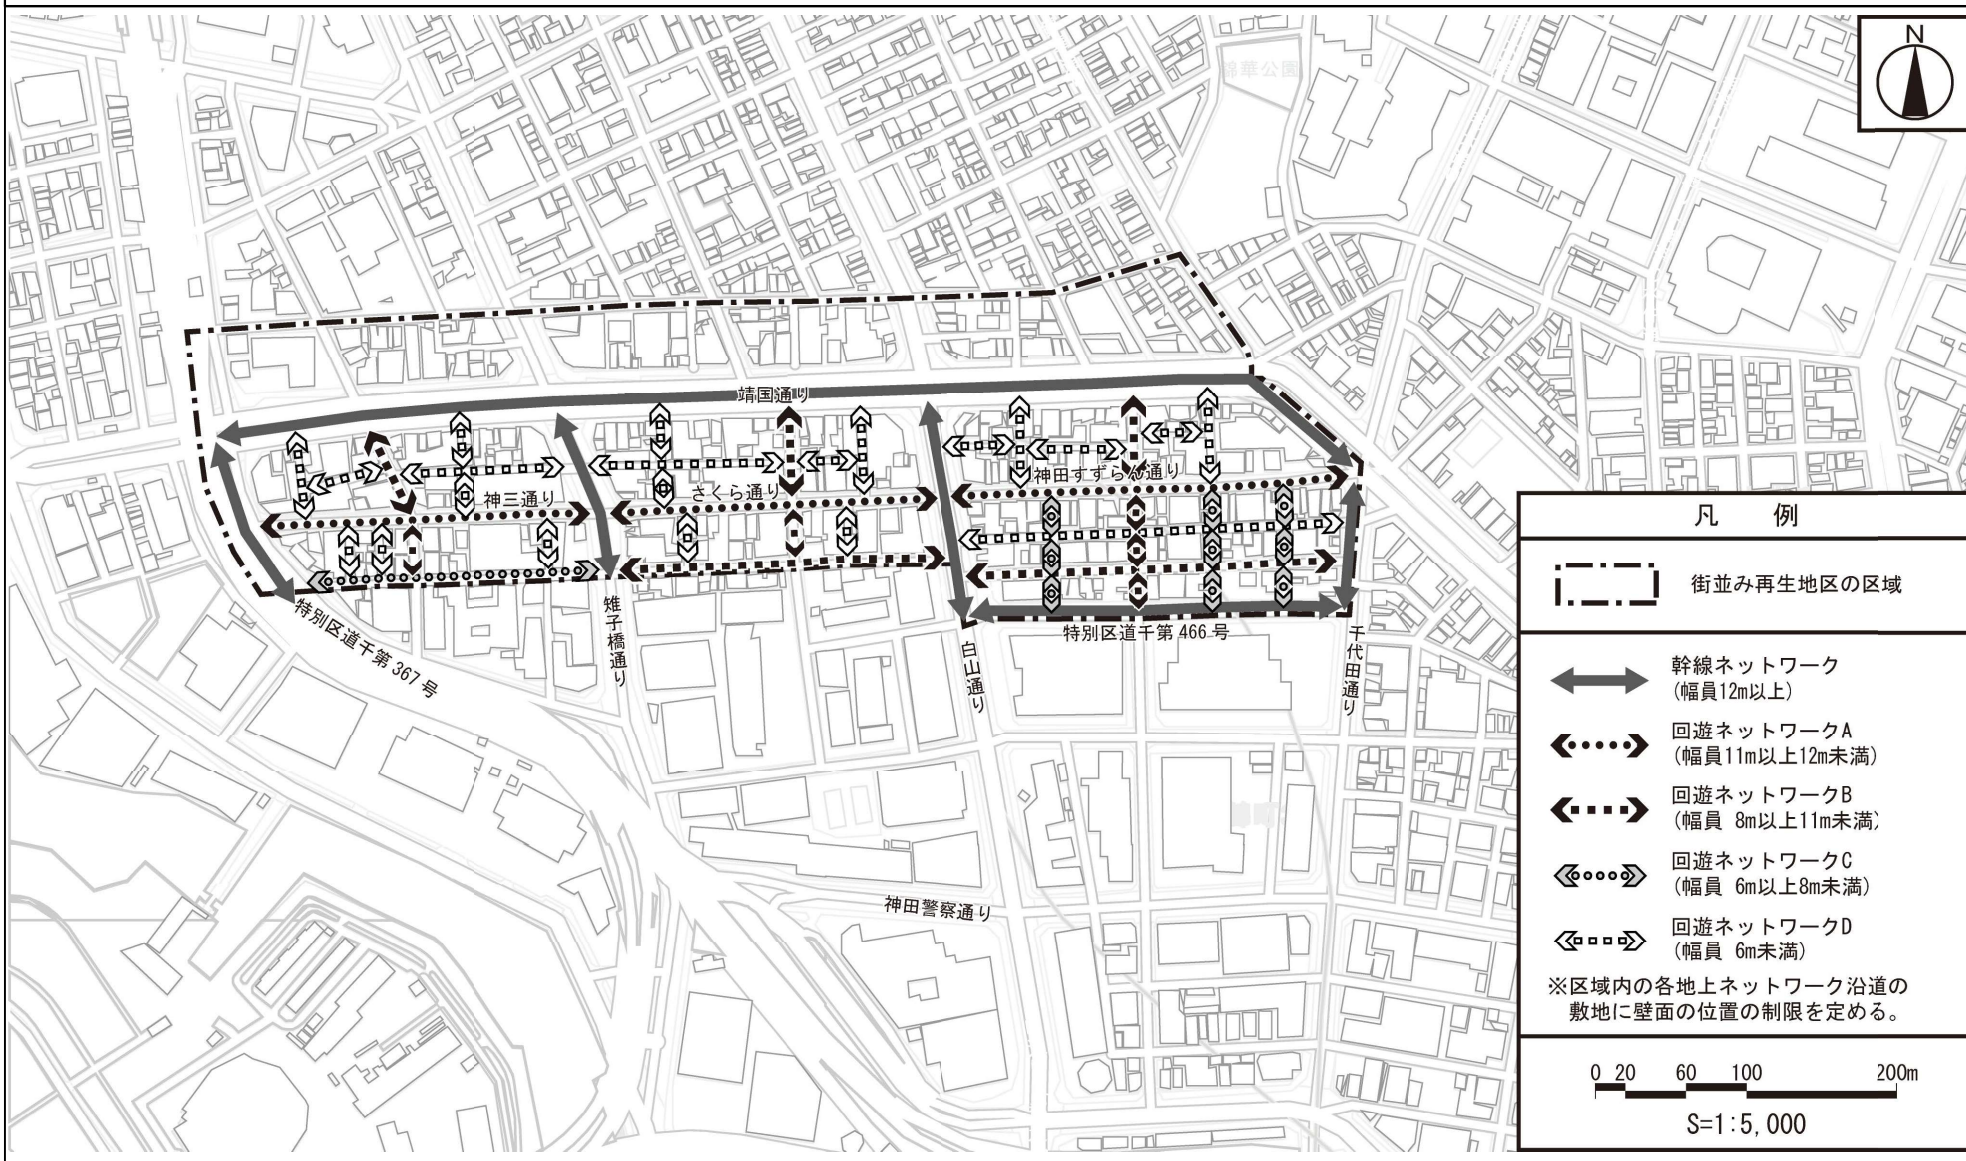 錦華公園
N
靖国通り
神田すずらん通り
神三通り
さくら通り
特別区道千第367号
雉子橋通り
白山通り
特別区道千第466号
千代田通り
神田警察通り
凡 例
街並み再生地区の区域
幹線ネットワーク
(幅員12m以上)
回遊ネットワークA
(幅員11m以上12m未満)
回遊ネットワークB
(幅員 8m以上11m未満)
回遊ネットワークC
(幅員 6m以上8m未満)
回遊ネットワークD
(幅員 6m未満)
※区域内の各地上ネットワーク沿道の
敷地に壁面の位置の制限を定める。
0 20 60 100 200m
S=1:5,000